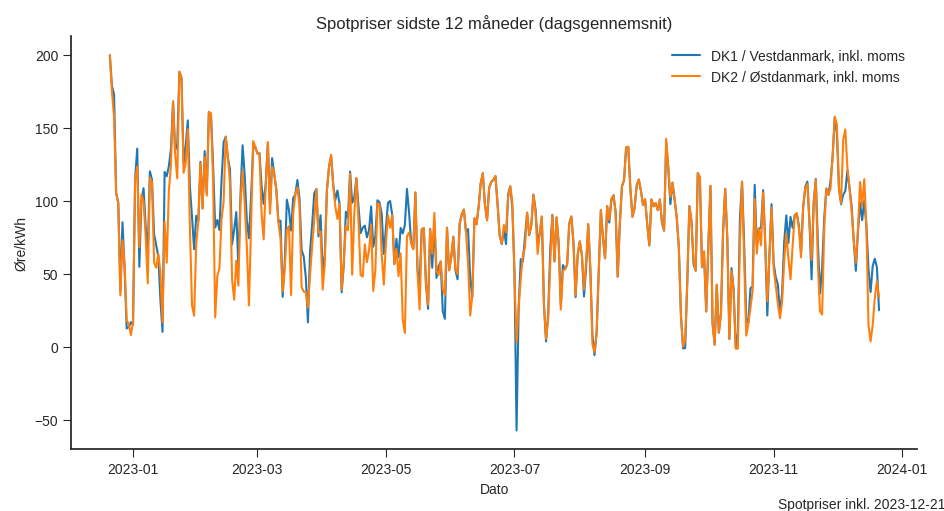 Spotpriser sidste 12 måneder (dagsgennemsnit)
DK1 / Vestdanmark, inkl. moms
DK2 / Østdanmark, inkl. moms
Øre/kWh
200
150
100
50
0
−50
2023-01
2023-03
2023-05
2023-07
2023-09
2023-11
2024-01
Dato
Spotpriser inkl. 2023-12-21